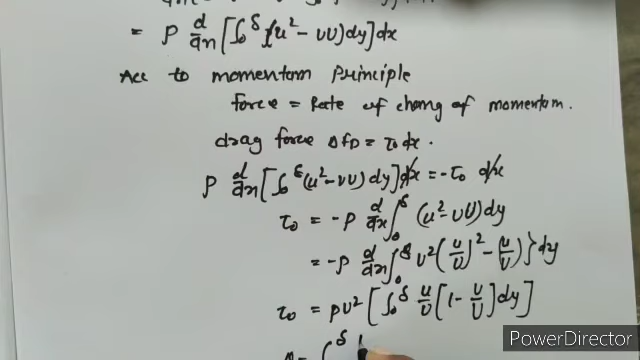 = ρ d/dx [∫₀^δ (u² - uU) dy] dx
Acc to momentum Principle
force = Rate of chang of momentum.
drag force ΔFD = τ₀ dx.
ρ d/dx [∫₀^δ (u² - uU) dy] dx = -τ₀ dx
τ₀ = -ρ d/dx ∫₀^δ (u² - uU) dy
= -ρ d/dx ∫₀^δ U² (u/U)² - (u/U) } dy
τ₀ = ρU² [∫₀^δ u/U [1 - u/U] dy]
PowerDirector